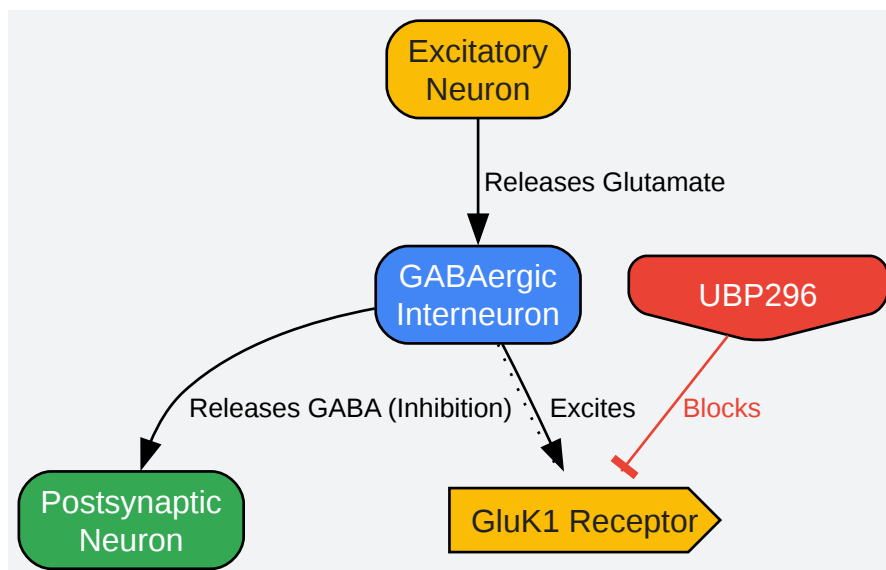 Excitatory
Neuron
Releases Glutamate
GABAergic
Interneuron
UBP296
Releases GABA (Inhibition)
Excites
Blocks
Postsynaptic
Neuron
GluK1 Receptor